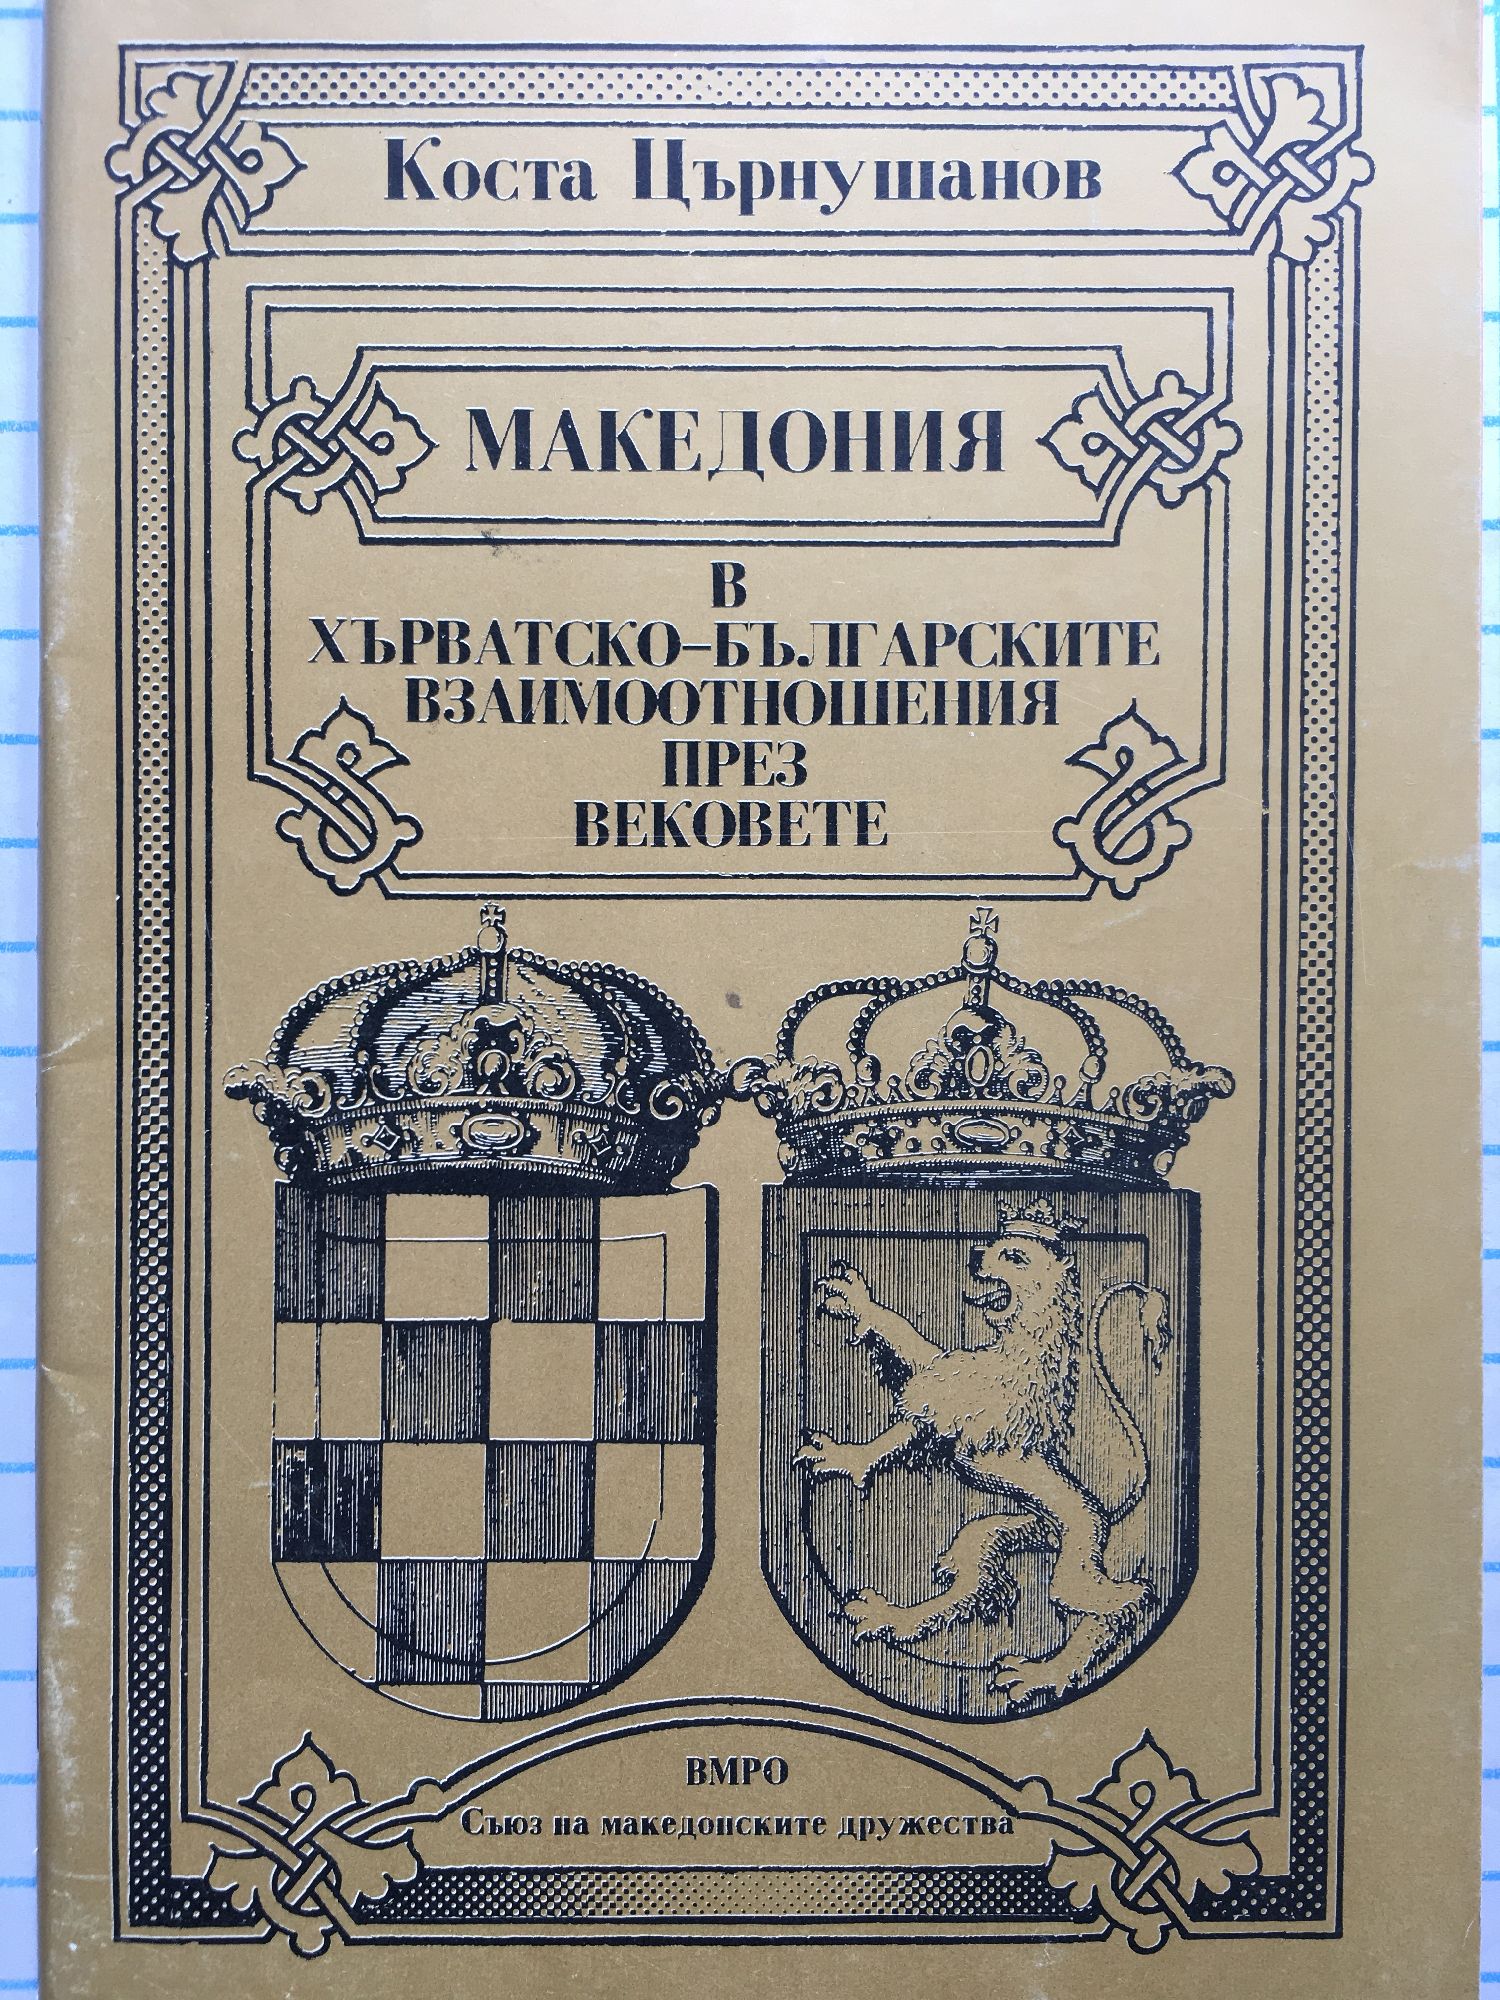 Коста Църнушанов
МАКЕДОНИЯ
В
ХЪРВАТСКО-БЪЛГАРСКИТЕ
ВЗАИМООТНОШЕНИЯ
ПРЕЗ
ВЕКОВЕТЕ
ВМРО
Съюз на македонските дружества